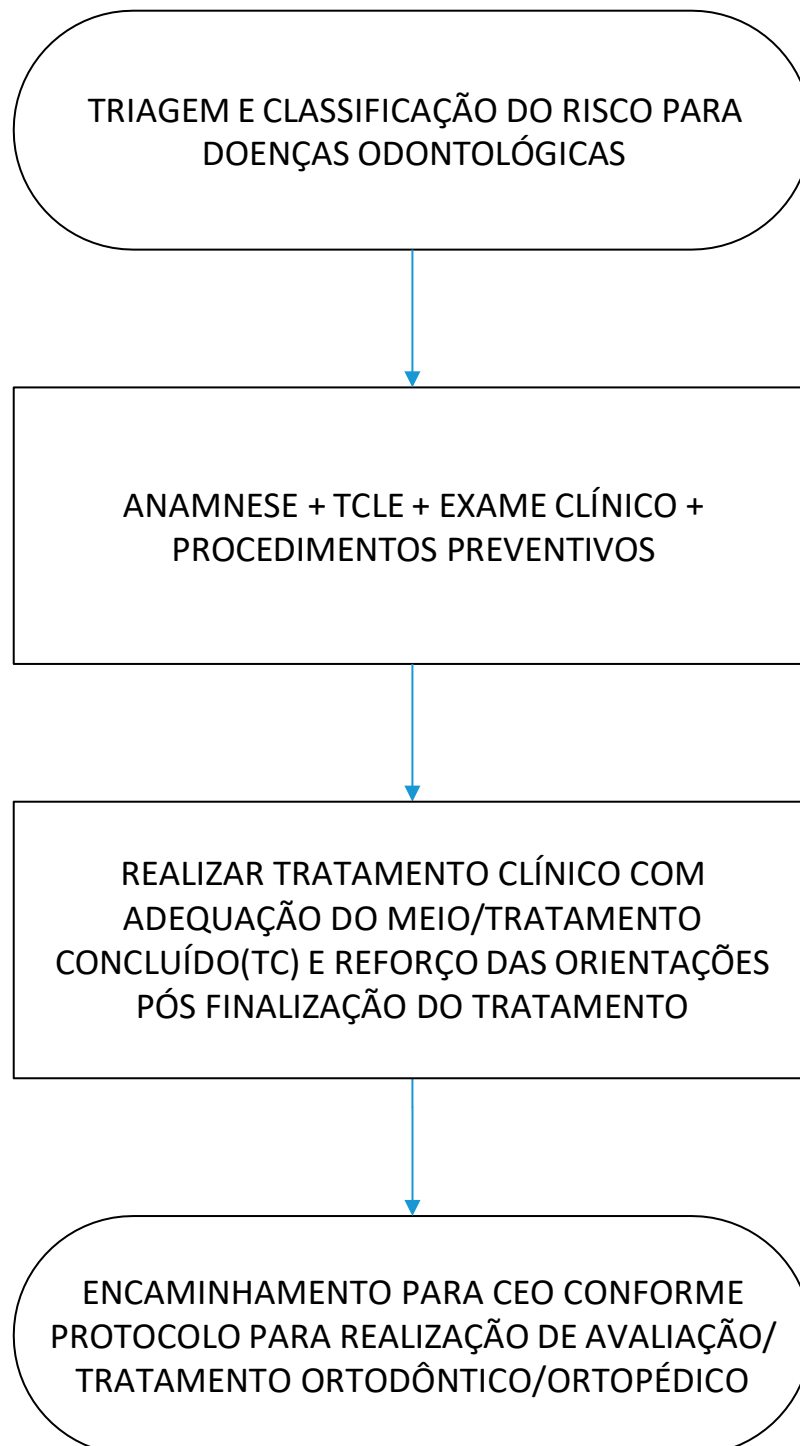 TRIAGEM E CLASSIFICAÇÃO DO RISCO PARA
DOENÇAS ODONTOLÓGICAS
ANAMNESE + TCLE + EXAME CLÍNICO +
PROCEDIMENTOS PREVENTIVOS
REALIZAR TRATAMENTO CLÍNICO COM
ADEQUAÇÃO DO MEIO/TRATAMENTO
CONCLUÍDO(TC) E REFORÇO DAS ORIENTAÇÕES
PÓS FINALIZAÇÃO DO TRATAMENTO
ENCAMINHAMENTO PARA CEO CONFORME
PROTOCOLO PARA REALIZAÇÃO DE AVALIAÇÃO/
TRATAMENTO ORTODÔNTICO/ORTOPÉDICO